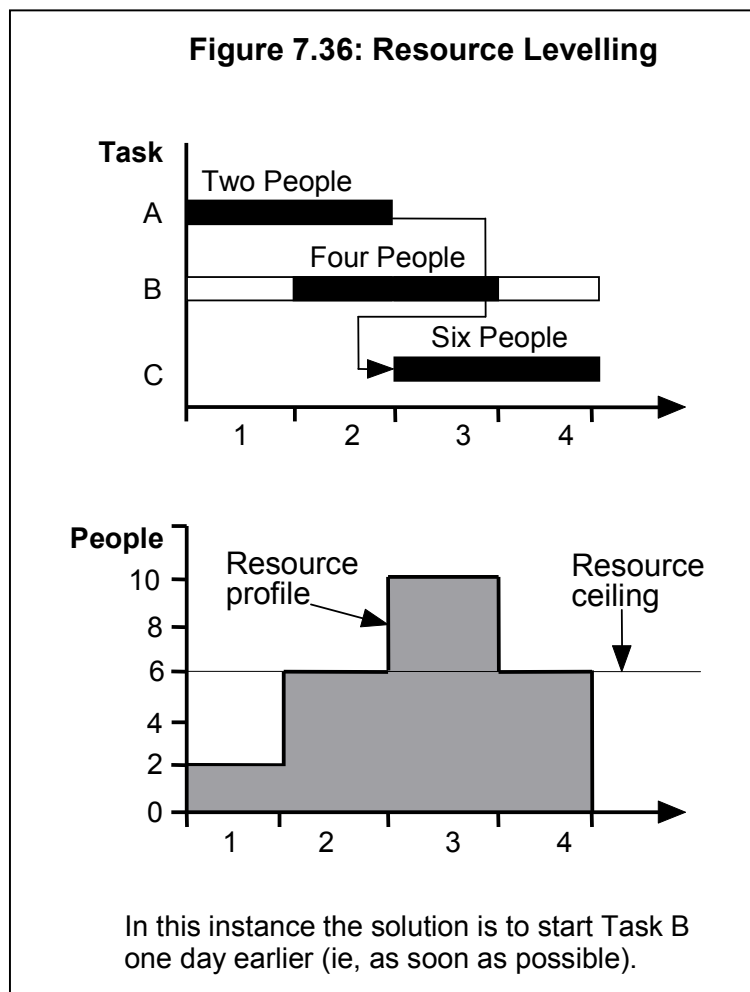 Figure 7.36: Resource Levelling
Task
Two People
A
Four People
B
Six People
C
1 2 3 4
People
Resource
profile
Resource
ceiling
10
8
6
4
2
0
1 2 3 4
In this instance the solution is to start Task B
one day earlier (ie, as soon as possible).